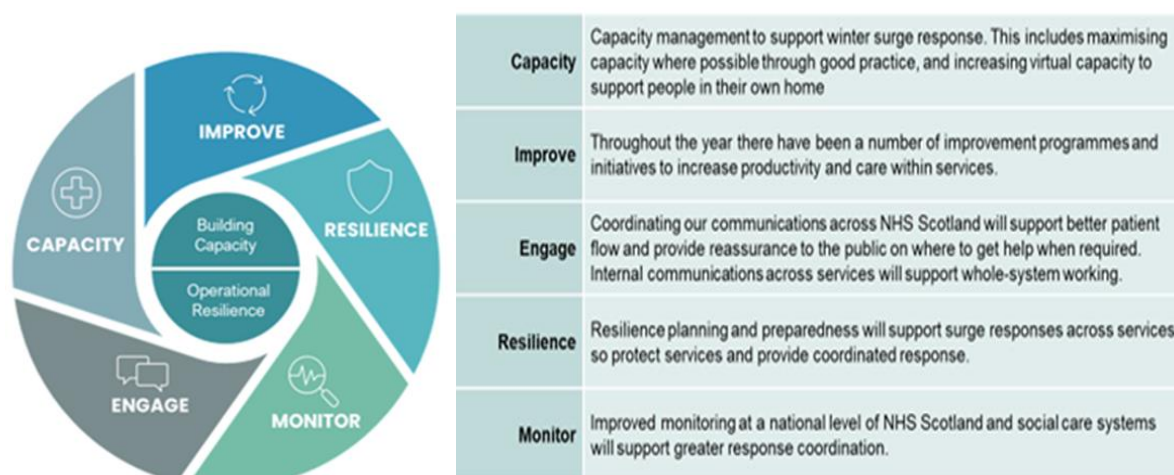 IMPROVE
RESILIENCE
CAPACITY
Building
Capacity
Operational
Resilience
ENGAGE
MONITOR
Capacity
Capacity management to support winter surge response. This includes maximising
capacity where possible through good practice, and increasing virtual capacity to
support people in their own home
Improve
Throughout the year there have been a number of improvement programmes and
initiatives to increase productivity and care within services.
Engage
Coordinating our communications across NHS Scotland will support better patient
flow and provide reassurance to the public on where to get help when required.
Internal communications across services will support whole-system working.
Resilience
Resilience planning and preparedness will support surge responses across services
so protect services and provide coordinated response.
Monitor
Improved monitoring at a national level of NHS Scotland and social care systems
will support greater response coordination.